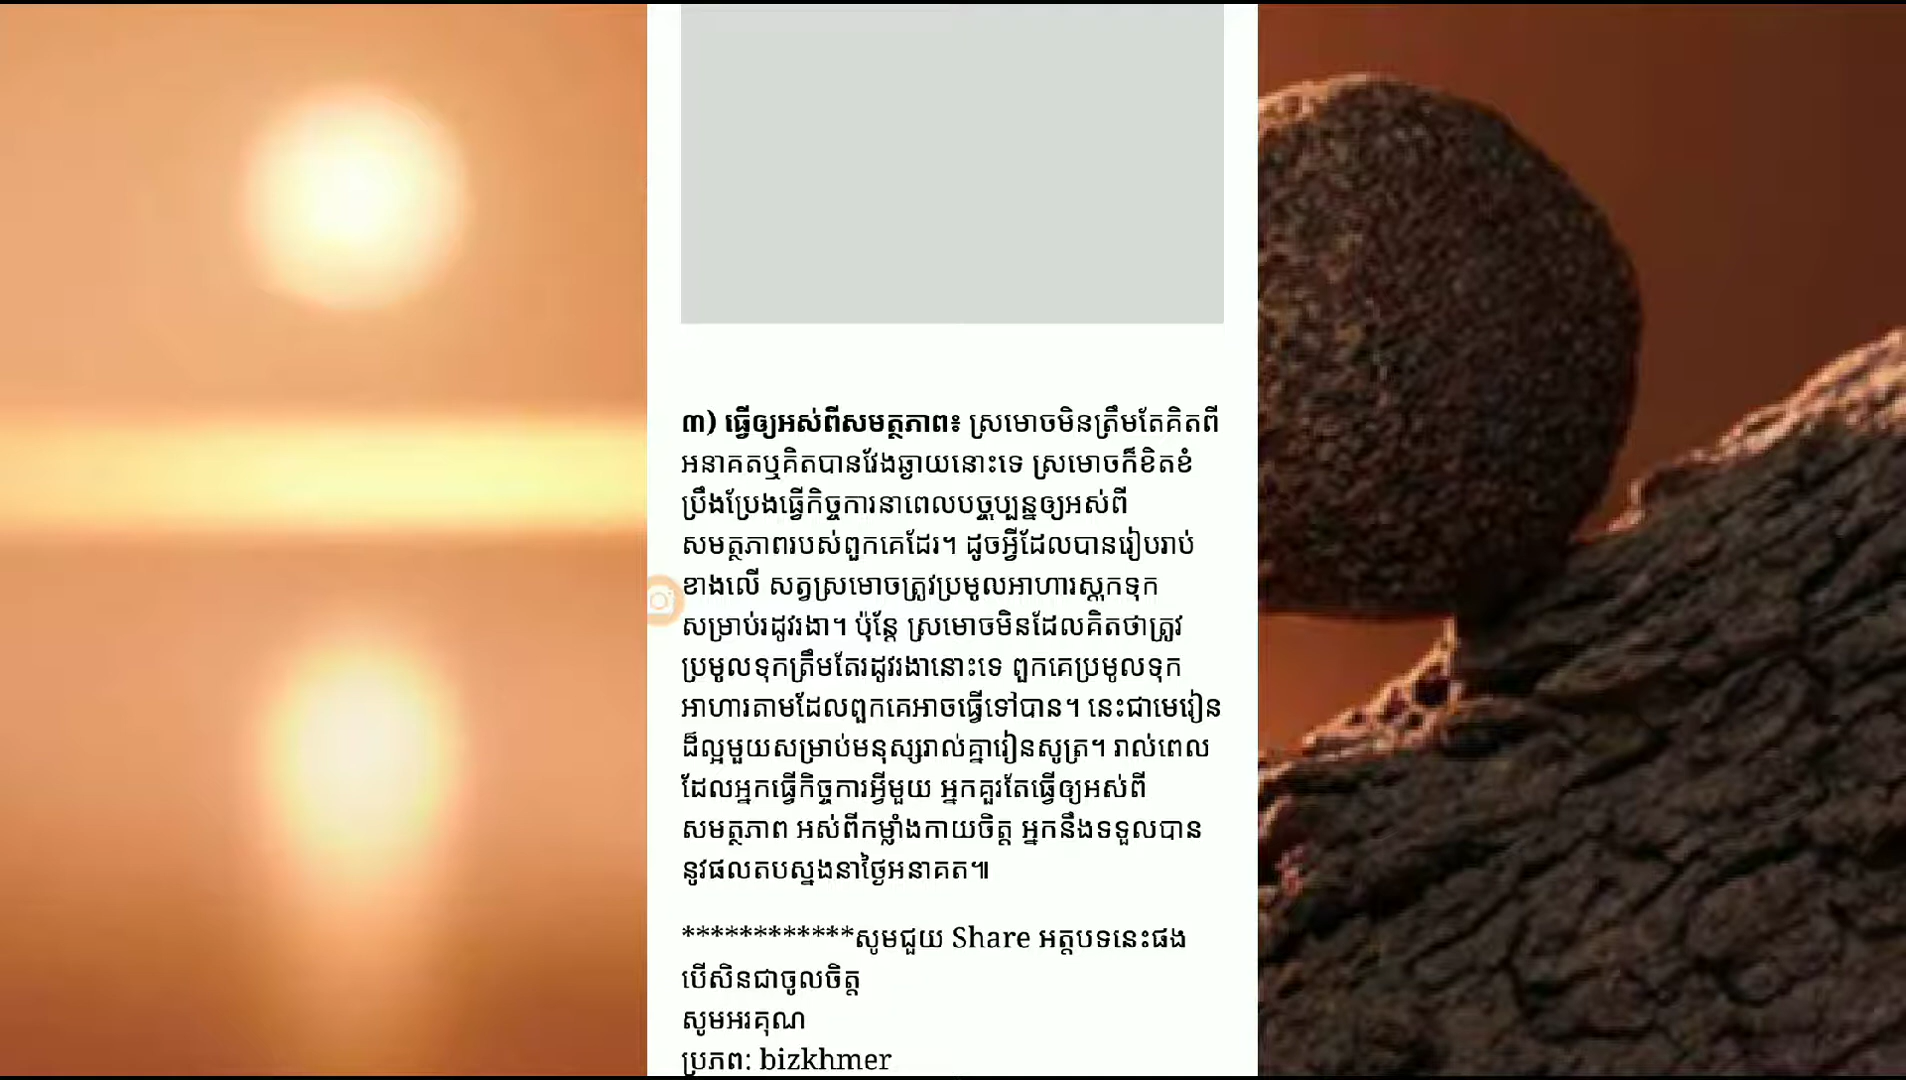 ៣) ធ្វើឲ្យអស់ពីសមត្ថភាព៖ ស្រមោចមិនត្រឹមតែគិតពី
អនាគតឬគិតបានវែងឆ្ងាយនោះទេ ស្រមោចក៏ខិតខំ
ប្រឹងប្រែងធ្វើកិច្ចការនាពេលបច្ចុប្បន្នឲ្យអស់ពី
សមត្ថភាពរបស់ពួកគេដែរ។ ដូចអ្វីដែលបានរៀបរាប់
ខាងលើ សត្វស្រមោចត្រូវប្រមូលអាហារស្តុកទុក
សម្រាប់រដូវរងា។ ប៉ុន្តែ ស្រមោចមិនដែលគិតថាត្រូវ
ប្រមូលទុកត្រឹមតែរដូវរងានោះទេ ពួកគេប្រមូលទុក
អាហារតាមដែលពួកគេអាចធ្វើទៅបាន។ នេះជាមេរៀន
ដ៏ល្អមួយសម្រាប់មនុស្សរាល់គ្នារៀនសូត្រ។ រាល់ពេល
ដែលអ្នកធ្វើកិច្ចការអ្វីមួយ អ្នកគួរតែធ្វើឲ្យអស់ពី
សមត្ថភាព អស់ពីកម្លាំងកាយចិត្ត អ្នកនឹងទទួលបាន
នូវផលតបស្នងនាថ្ងៃអនាគត៕
************សូមជួយ Share អត្តបទនេះផង
បើសិនជាចូលចិត្ត
សូមអរគុណ
ប្រភព: bizkhmer